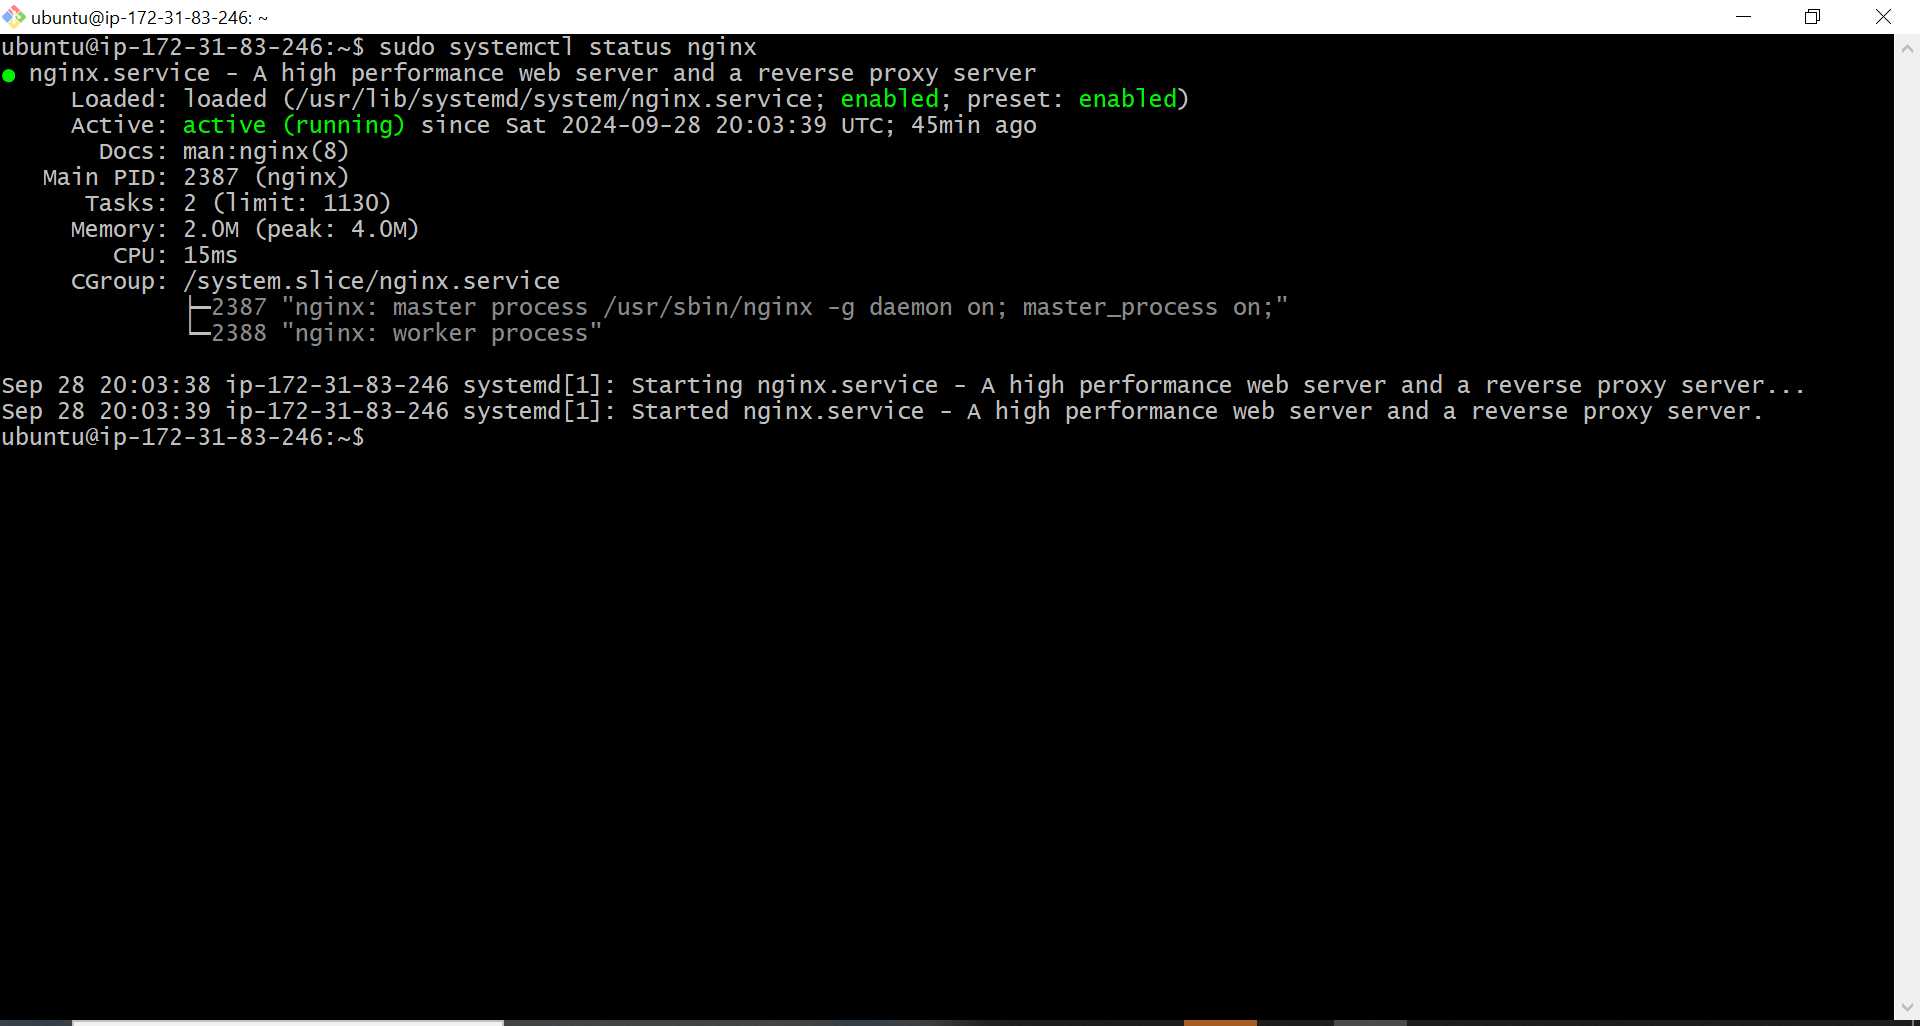 ubuntu@ip-172-31-83-246: ~
ubuntu@ip-172-31-83-246:~$ sudo systemctl status nginx
● nginx.service - A high performance web server and a reverse proxy server
     Loaded: loaded (/usr/lib/systemd/system/nginx.service; enabled; preset: enabled)
     Active: active (running) since Sat 2024-09-28 20:03:39 UTC; 45min ago
       Docs: man:nginx(8)
   Main PID: 2387 (nginx)
      Tasks: 2 (limit: 1130)
     Memory: 2.0M (peak: 4.0M)
        CPU: 15ms
     CGroup: /system.slice/nginx.service
             ├─2387 "nginx: master process /usr/sbin/nginx -g daemon on; master_process on;"
             └─2388 "nginx: worker process"
Sep 28 20:03:38 ip-172-31-83-246 systemd[1]: Starting nginx.service - A high performance web server and a reverse proxy server...
Sep 28 20:03:39 ip-172-31-83-246 systemd[1]: Started nginx.service - A high performance web server and a reverse proxy server.
ubuntu@ip-172-31-83-246:~$